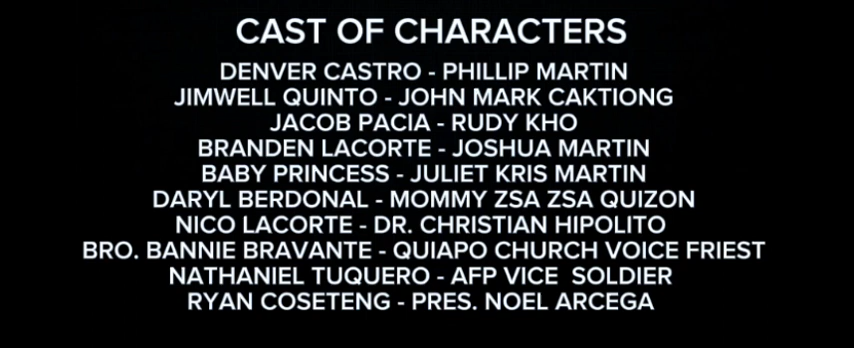 CAST OF CHARACTERS
DENVER CASTRO - PHILLIP MARTIN
JIMWELL QUINTO - JOHN MARK CAKTIONG
JACOB PACIA - RUDY KHO
BRANDEN LACORTE - JOSHUA MARTIN
BABY PRINCESS - JULIET KRIS MARTIN
DARYL BERDONAL - MOMMY ZSA ZSA QUIZON
NICO LACORTE - DR. CHRISTIAN HIPOLITO
BRO. BANNIE BRAVANTE - QUIAPO CHURCH VOICE FRIEST
NATHANIEL TUQUERO - AFP VICE  SOLDIER
RYAN COSETENG - PRES. NOEL ARCEGA